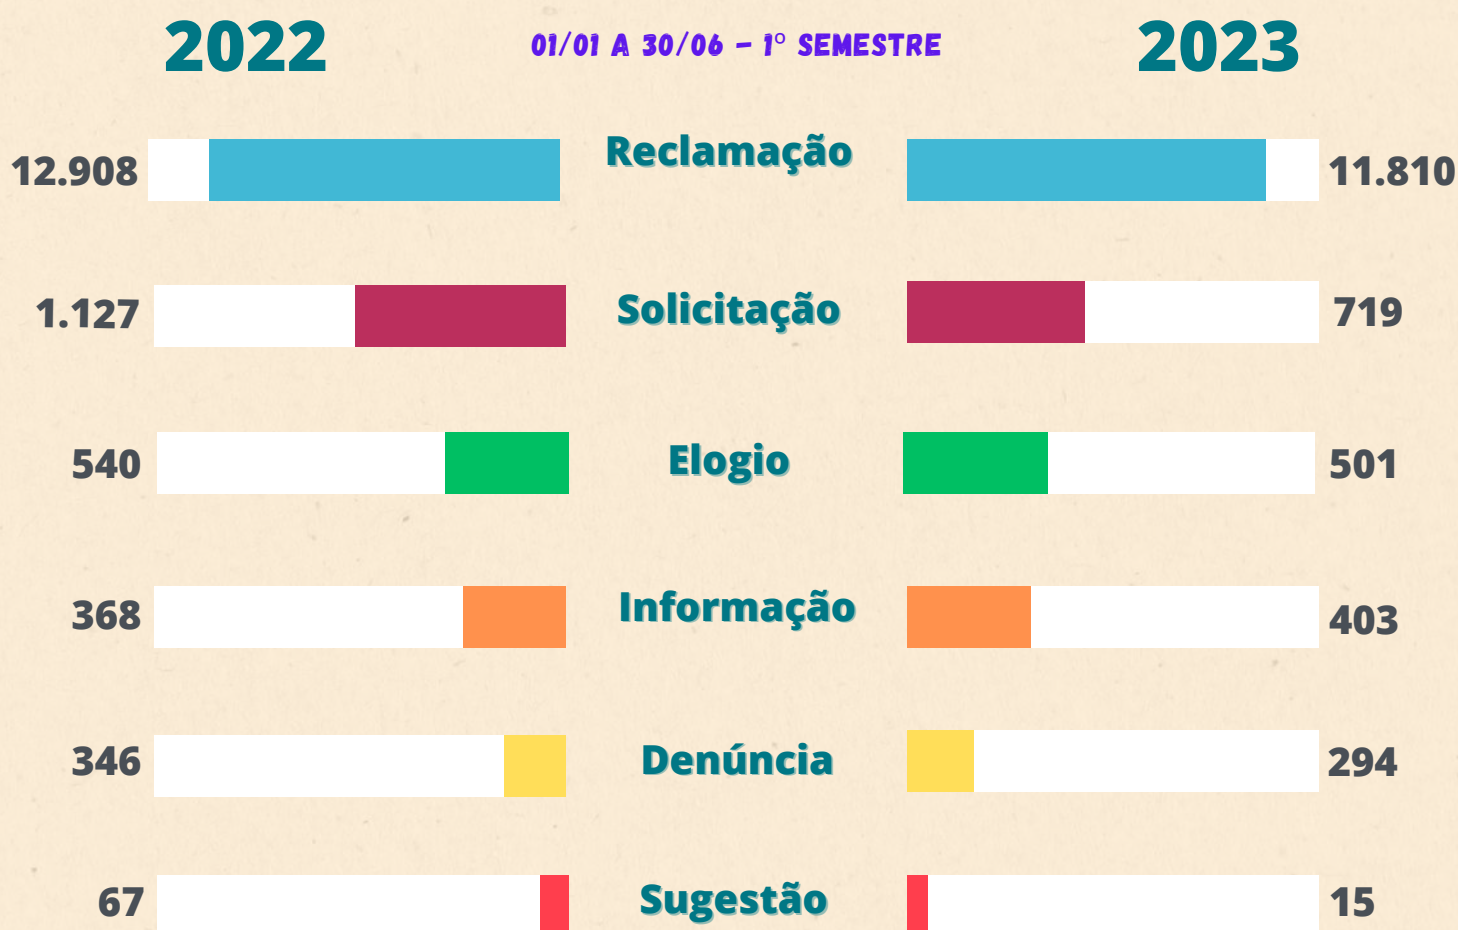 2022 01/01 A 30/06 – 1º SEMESTRE 2023
12.908 Reclamação 11.810
1.127 Solicitação 719
540 Elogio 501
368 Informação 403
346 Denúncia 294
67 Sugestão 15